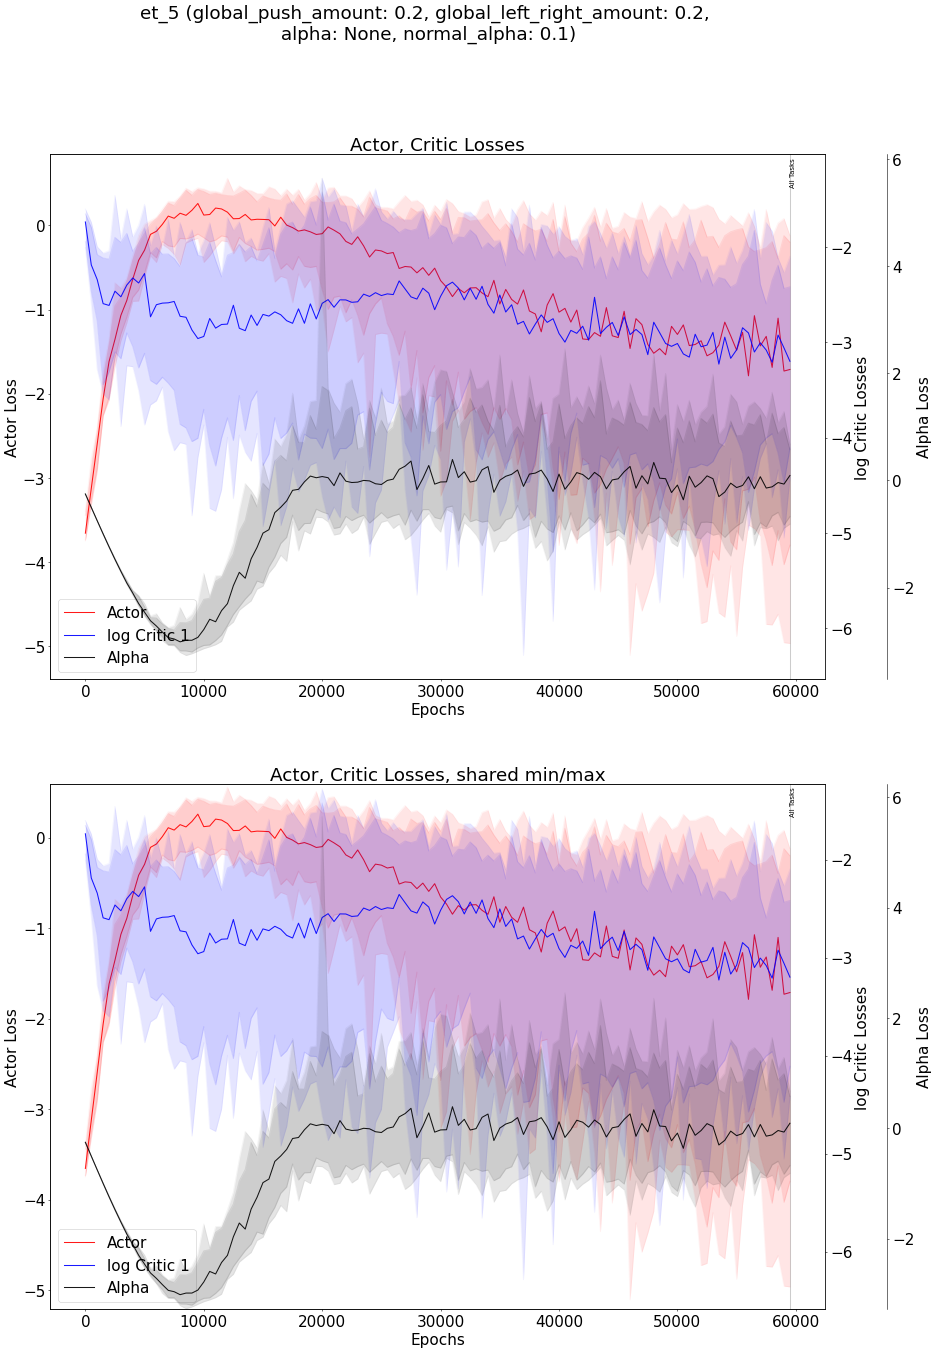 et_5 (global_push_amount: 0.2, global_left_right_amount: 0.2,
alpha: None, normal_alpha: 0.1)
Actor, Critic Losses
All Tasks
Actor Loss
0
−1
−2
−3
−4
−5
log Critic Losses
−2
−3
−4
−5
−6
Alpha Loss
6
4
2
0
−2
Actor
log Critic 1
Alpha
0 10000 20000 30000 40000 50000 60000
Epochs
Actor, Critic Losses, shared min/max
All Tasks
Actor Loss
0
−1
−2
−3
−4
−5
log Critic Losses
−2
−3
−4
−5
−6
Alpha Loss
6
4
2
0
−2
Actor
log Critic 1
Alpha
0 10000 20000 30000 40000 50000 60000
Epochs